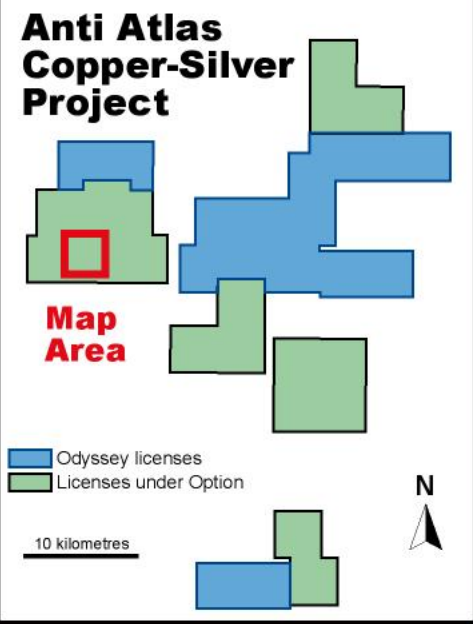 Anti Atlas
Copper-Silver
Project
Map
Area
Odyssey licenses
Licenses under Option
N
10 kilometres